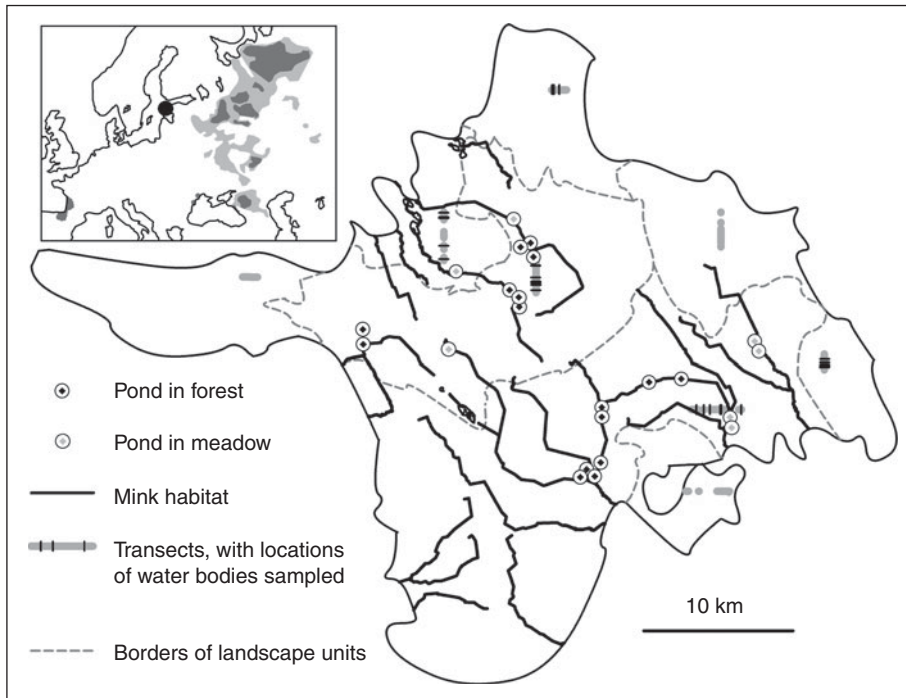 Pond in forest
Pond in meadow
Mink habitat
Transects, with locations
of water bodies sampled
10 km
Borders of landscape units